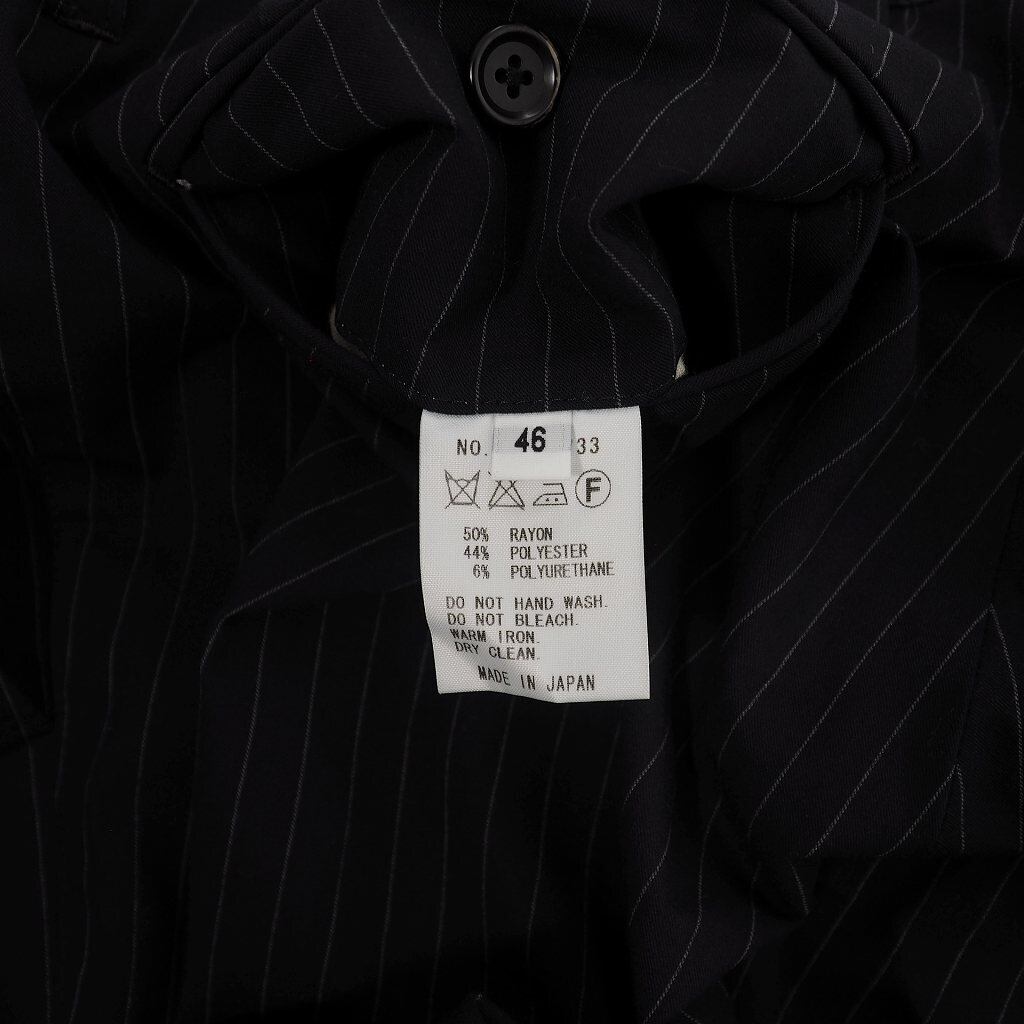 NO. 46 33
F
50% RAYON
44% POLYESTER
6% POLYURETHANE
DO NOT HAND WASH.
DO NOT BLEACH.
WARM IRON.
DRY CLEAN.
MADE IN JAPAN